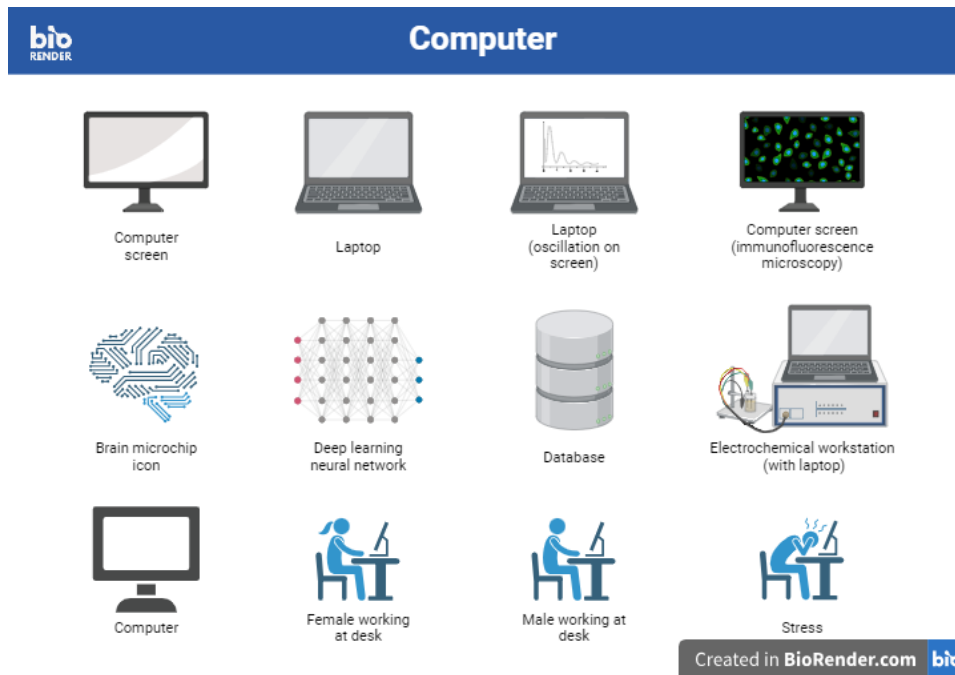 bio
RENDER
Computer
Computer
screen
Laptop
Laptop
(oscillation on
screen)
Computer screen
(immunofluorescence
microscopy)
Brain microchip
icon
Deep learning
neural network
Database
Electrochemical workstation
(with laptop)
Computer
Female working
at desk
Male working at
desk
Stress
Created in BioRender.com bio